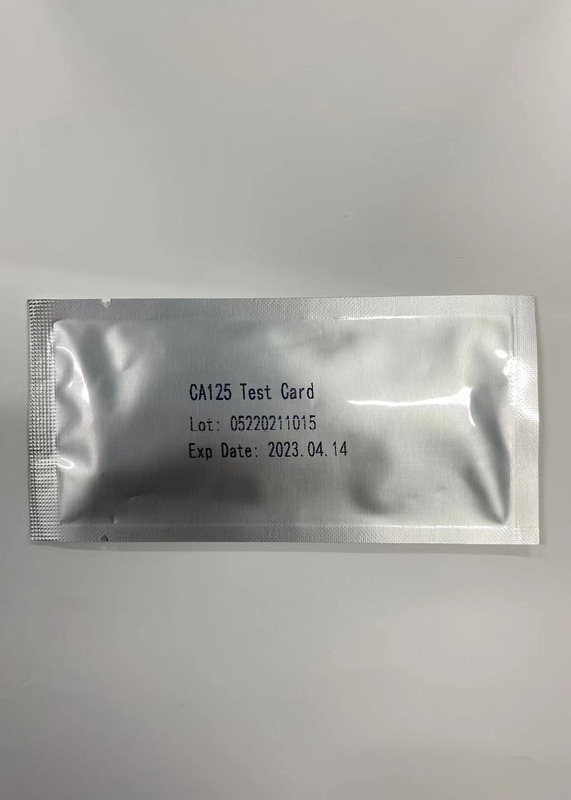 CA125 Test Card
Lot: 05220211015
Exp Date: 2023.04.14